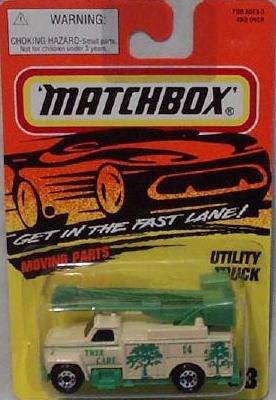 WARNING:
CHOKING HAZARD-Small parts.
Not for children under 3 years.
FOR AGES 3
AND OVER
'MATCHBOX'®
GET IN THE FAST LANE!
MOVING PARTS
UTILITY
TRUCK
TREE
CARE
14